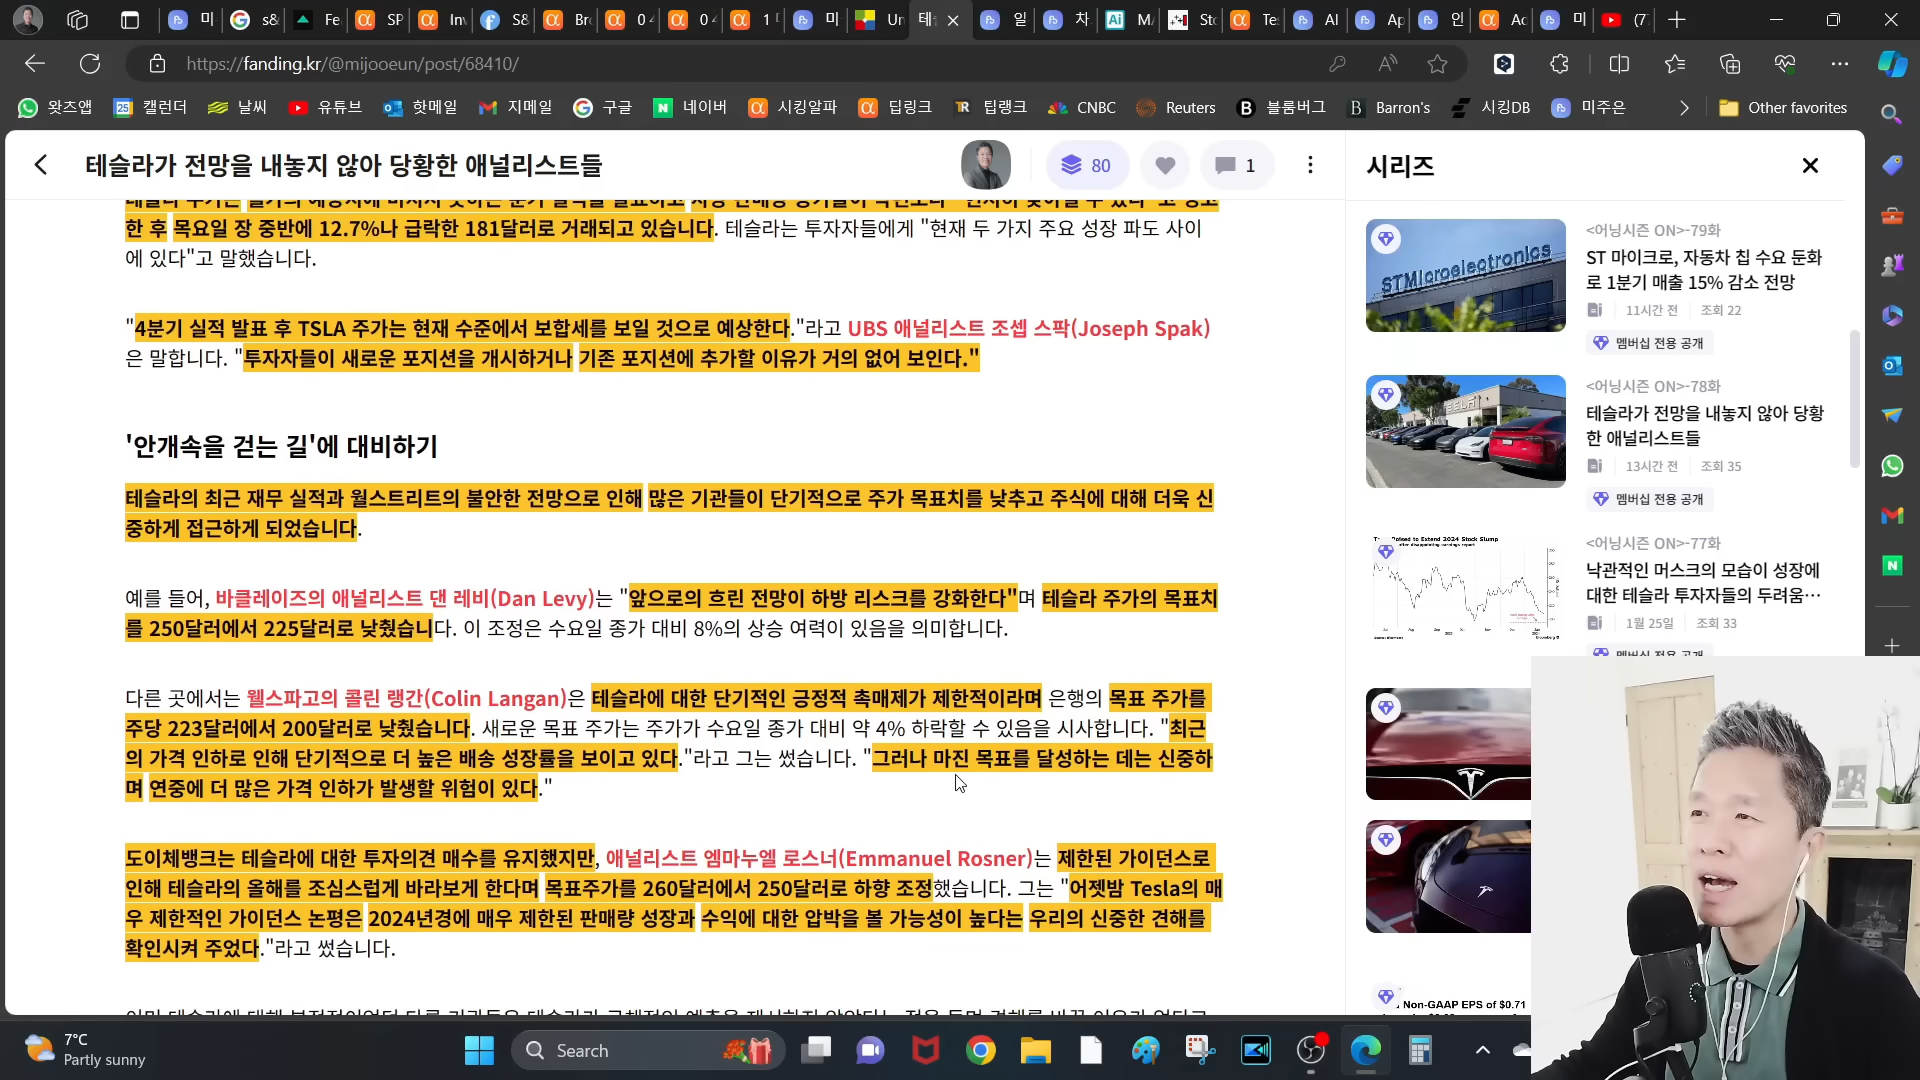 미
s&
Fe
SP
In
S&
Br
0
0
1
미
Un
테
일
차
M
St
Te
AI
Ap
인
Ac
미
(7
https://fanding.kr/@mijooeun/post/68410/
왓츠앱
캘린더
날씨
유튜브
핫메일
지메일
구글
네이버
시킹알파
딥링크
팁랭크
CNBC
Reuters
블룸버그
Barron's
시킹DB
미주은
Other favorites
테슬라가 전망을 내놓지 않아 당황한 애널리스트들
80
1
한 후 목요일 장 중반에 12.7%나 급락한 181달러로 거래되고 있습니다. 테슬라는 투자자들에게 "현재 두 가지 주요 성장 파도 사이
에 있다"고 말했습니다.
"4분기 실적 발표 후 TSLA 주가는 현재 수준에서 보합세를 보일 것으로 예상한다."라고 UBS 애널리스트 조셉 스팍(Joseph Spak)
은 말합니다. "투자자들이 새로운 포지션을 개시하거나 기존 포지션에 추가할 이유가 거의 없어 보인다."
'안개속을 걷는 길'에 대비하기
테슬라의 최근 재무 실적과 월스트리트의 불안한 전망으로 인해 많은 기관들이 단기적으로 주가 목표치를 낮추고 주식에 대해 더욱 신
중하게 접근하게 되었습니다.
예를 들어, 바클레이즈의 애널리스트 댄 레비(Dan Levy)는 "앞으로의 흐린 전망이 하방 리스크를 강화한다"며 테슬라 주가의 목표치
를 250달러에서 225달러로 낮췄습니다. 이 조정은 수요일 종가 대비 8%의 상승 여력이 있음을 의미합니다.
다른 곳에서는 웰스파고의 콜린 랭간(Colin Langan)은 테슬라에 대한 단기적인 긍정적 촉매제가 제한적이라며 은행의 목표 주가를
주당 223달러에서 200달러로 낮췄습니다. 새로운 목표 주가는 주가가 수요일 종가 대비 약 4% 하락할 수 있음을 시사합니다. "최근
의 가격 인하로 인해 단기적으로 더 높은 배송 성장률을 보이고 있다."라고 그는 썼습니다. "그러나 마진 목표를 달성하는 데는 신중하
며 연중에 더 많은 가격 인하가 발생할 위험이 있다."
도이체뱅크는 테슬라에 대한 투자의견 매수를 유지했지만, 애널리스트 엠마누엘 로스너(Emmanuel Rosner)는 제한된 가이던스로
인해 테슬라의 올해를 조심스럽게 바라보게 한다며 목표주가를 260달러에서 250달러로 하향 조정했습니다. 그는 "어젯밤 Tesla의 매
우 제한적인 가이던스 논평은 2024년경에 매우 제한된 판매량 성장과 수익에 대한 압박을 볼 가능성이 높다는 우리의 신중한 견해를
확인시켜 주었다."라고 썼습니다.
시리즈
STMicroelectronics
<어닝시즌 ON>-79화
ST 마이크로, 자동차 칩 수요 둔화
로 1분기 매출 15% 감소 전망
11시간 전
조회 22
멤버십 전용 공개
<어닝시즌 ON>-78화
테슬라가 전망을 내놓지 않아 당황
한 애널리스트들
13시간 전
조회 35
멤버십 전용 공개
Poised to Extend 2024 Stock Slump
after disappointing earnings report
<어닝시즌 ON>-77화
낙관적인 머스크의 모습이 성장에
대한 테슬라 투자자들의 두려움…
1월 25일
조회 33
Non-GAAP EPS of $0.71
7°C
Partly sunny
Search